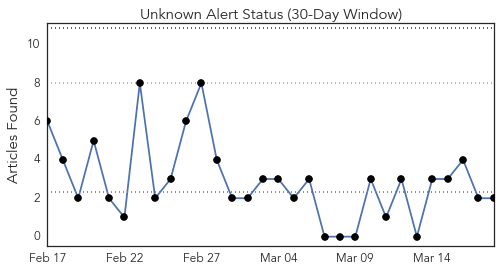 Unknown Alert Status (30-Day Window)
Articles Found
10
8
6
4
2
0
Feb 17 Feb 22 Feb 27 Mar 04 Mar 09 Mar 14